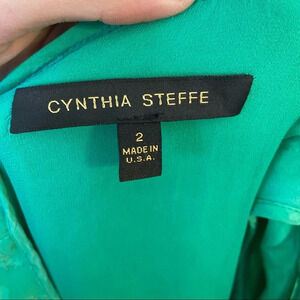 CYNTHIA STEFFE
2
MADE IN
U.S.A.